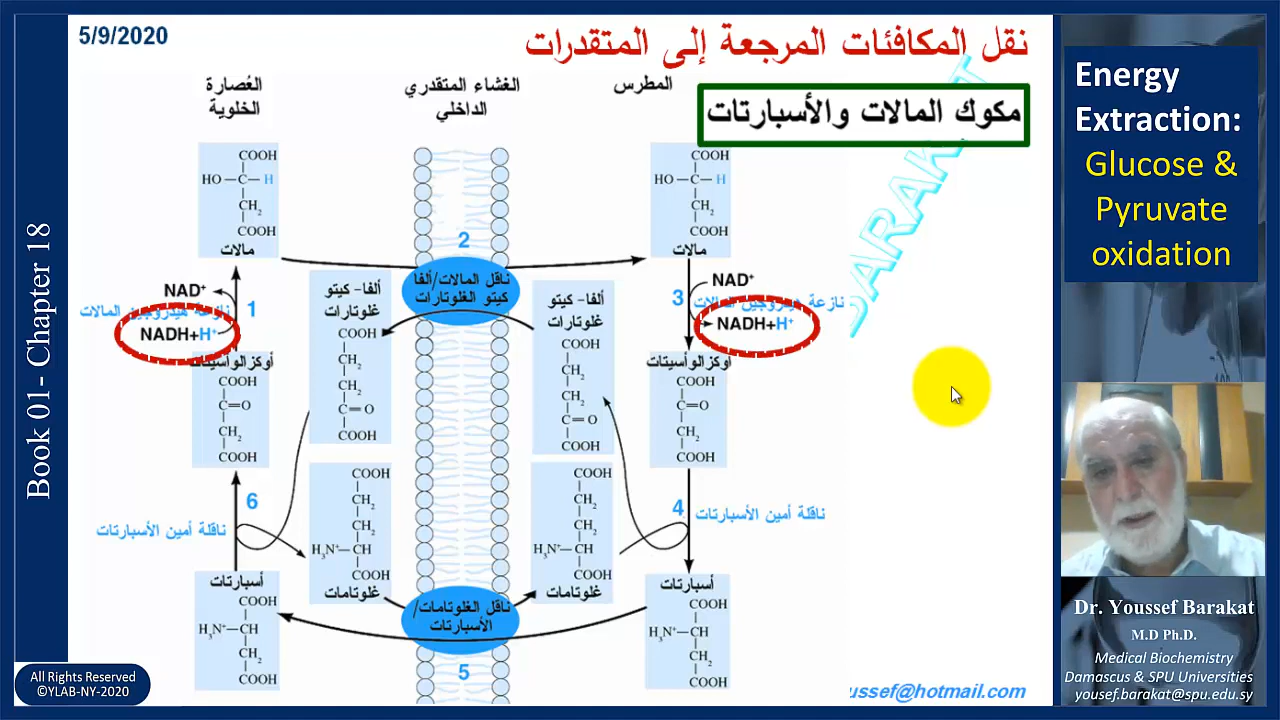 5/9/2020
نقل المكافئات المرجعة إلى المتقدرات
مكوك المالات والأسبارتات
العُصارة
الخلوية
الغشاء المتقدري
الداخلي
المطرس
BARAKAT
COOH
HO–C–H
CH2
COOH
مالات
NAD+
1
نازعة هيدروجين المالات
NADH+H+
أوكزالوأسيتات
COOH
C=O
CH2
COOH
6
ناقلة أمين الأسبارتات
أسبارتات
COOH
H3N+–CH
CH2
COOH
2
ناقل المالات/ألفا
كيتو الغلوتارات
ألفا- كيتو
غلوتارات
COOH
CH2
CH2
C=O
COOH
COOH
CH2
CH2
H3N+–CH
COOH
غلوتامات
ألفا- كيتو
غلوتارات
COOH
CH2
CH2
C=O
COOH
COOH
CH2
CH2
H3N+–CH
COOH
غلوتامات
ناقل الغلوتامات/
الأسبارتات
5
COOH
HO–C–H
CH2
COOH
مالات
NAD+
3
نازعة هيدروجين المالات
NADH+H+
أوكزالوأسيتات
COOH
C=O
CH2
COOH
4
ناقلة أمين الأسبارتات
أسبارتات
COOH
H3N+–CH
CH2
COOH
ussef@hotmail.com
Book 01- Chapter 18
All Rights Reserved
©YLAB-NY-2020
Energy
Extraction:
Glucose &
Pyruvate
oxidation
Dr. Youssef Barakat
M.D Ph.D.
Medical Biochemistry
Damascus & SPU Universities
yousef.barakat@spu.edu.sy